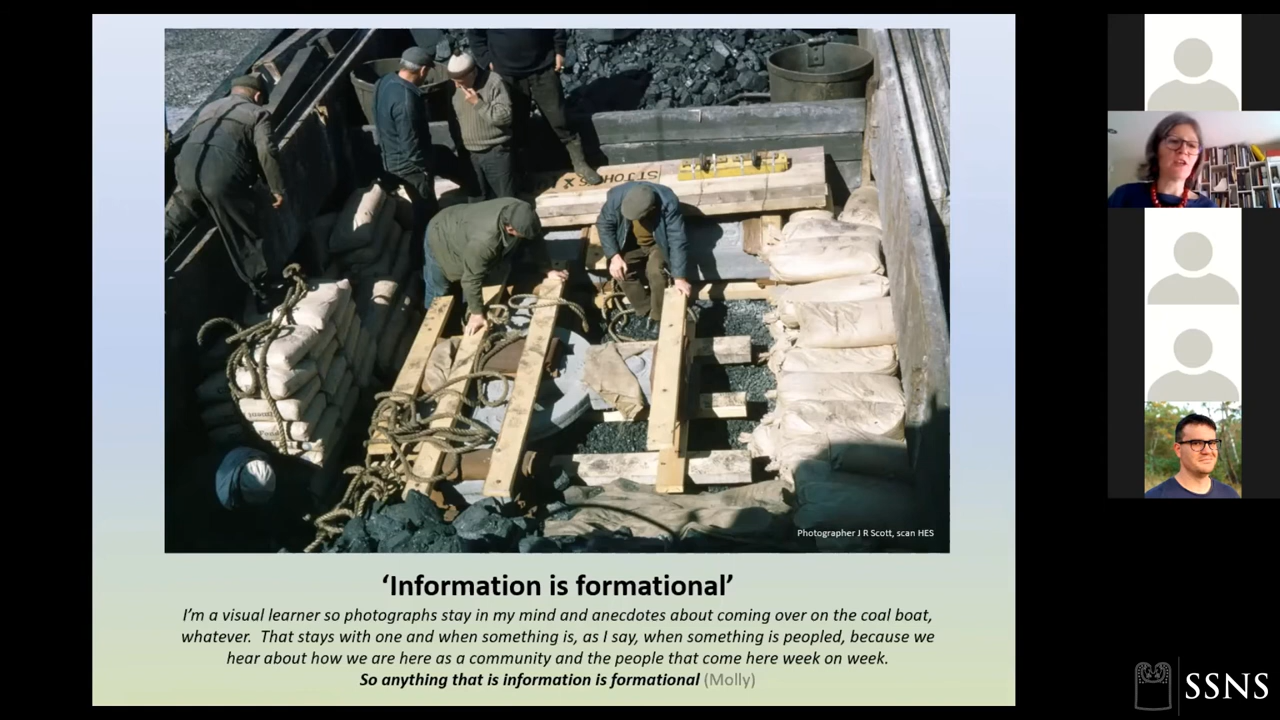 ST JOH
S X
Photographer J R Scott, scan HES
‘Information is formational’
I’m a visual learner so photographs stay in my mind and anecdotes about coming over on the coal boat,
whatever.  That stays with one and when something is, as I say, when something is peopled, because we
hear about how we are here as a community and the people that come here week on week.
So anything that is information is formational (Molly)
SSNS